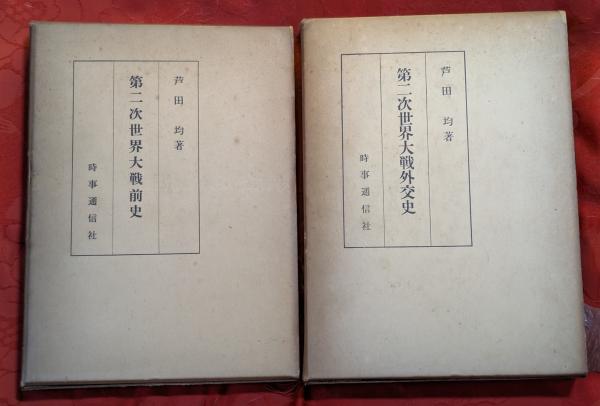 芦田均著
第二次世界大戦前史
時事通信社
芦田均著
第二次世界大戦外交史
時事通信社